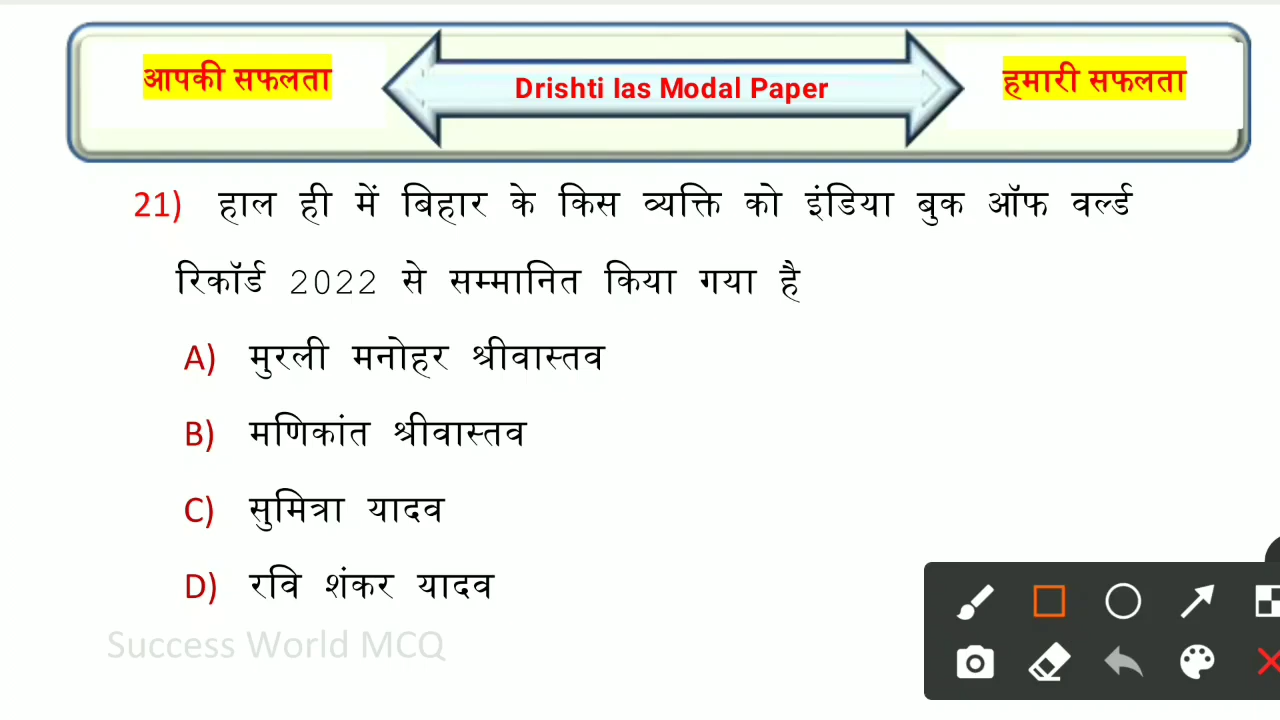 आपकी सफलता
Drishti Ias Modal Paper
हमारी सफलता
21) हाल ही में बिहार के किस व्यक्ति को इंडिया बुक ऑफ वर्ल्ड
रिकॉर्ड 2022 से सम्मानित किया गया है
A) मुरली मनोहर श्रीवास्तव
B) मणिकांत श्रीवास्तव
C) सुमित्रा यादव
D) रवि शंकर यादव
Success World MCQ